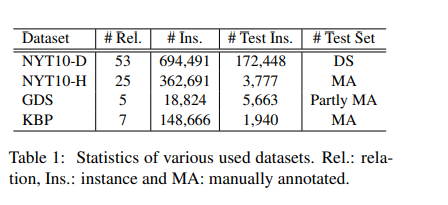 Dataset # Rel. # Ins. # Test Ins. # Test Set
NYT10-D 53 694,491 172,448 DS
NYT10-H 25 362,691 3,777 MA
GDS 5 18,824 5,663 Partly MA
KBP 7 148,666 1,940 MA
Table 1: Statistics of various used datasets. Rel.: rela-
tion, Ins.: instance and MA: manually annotated.